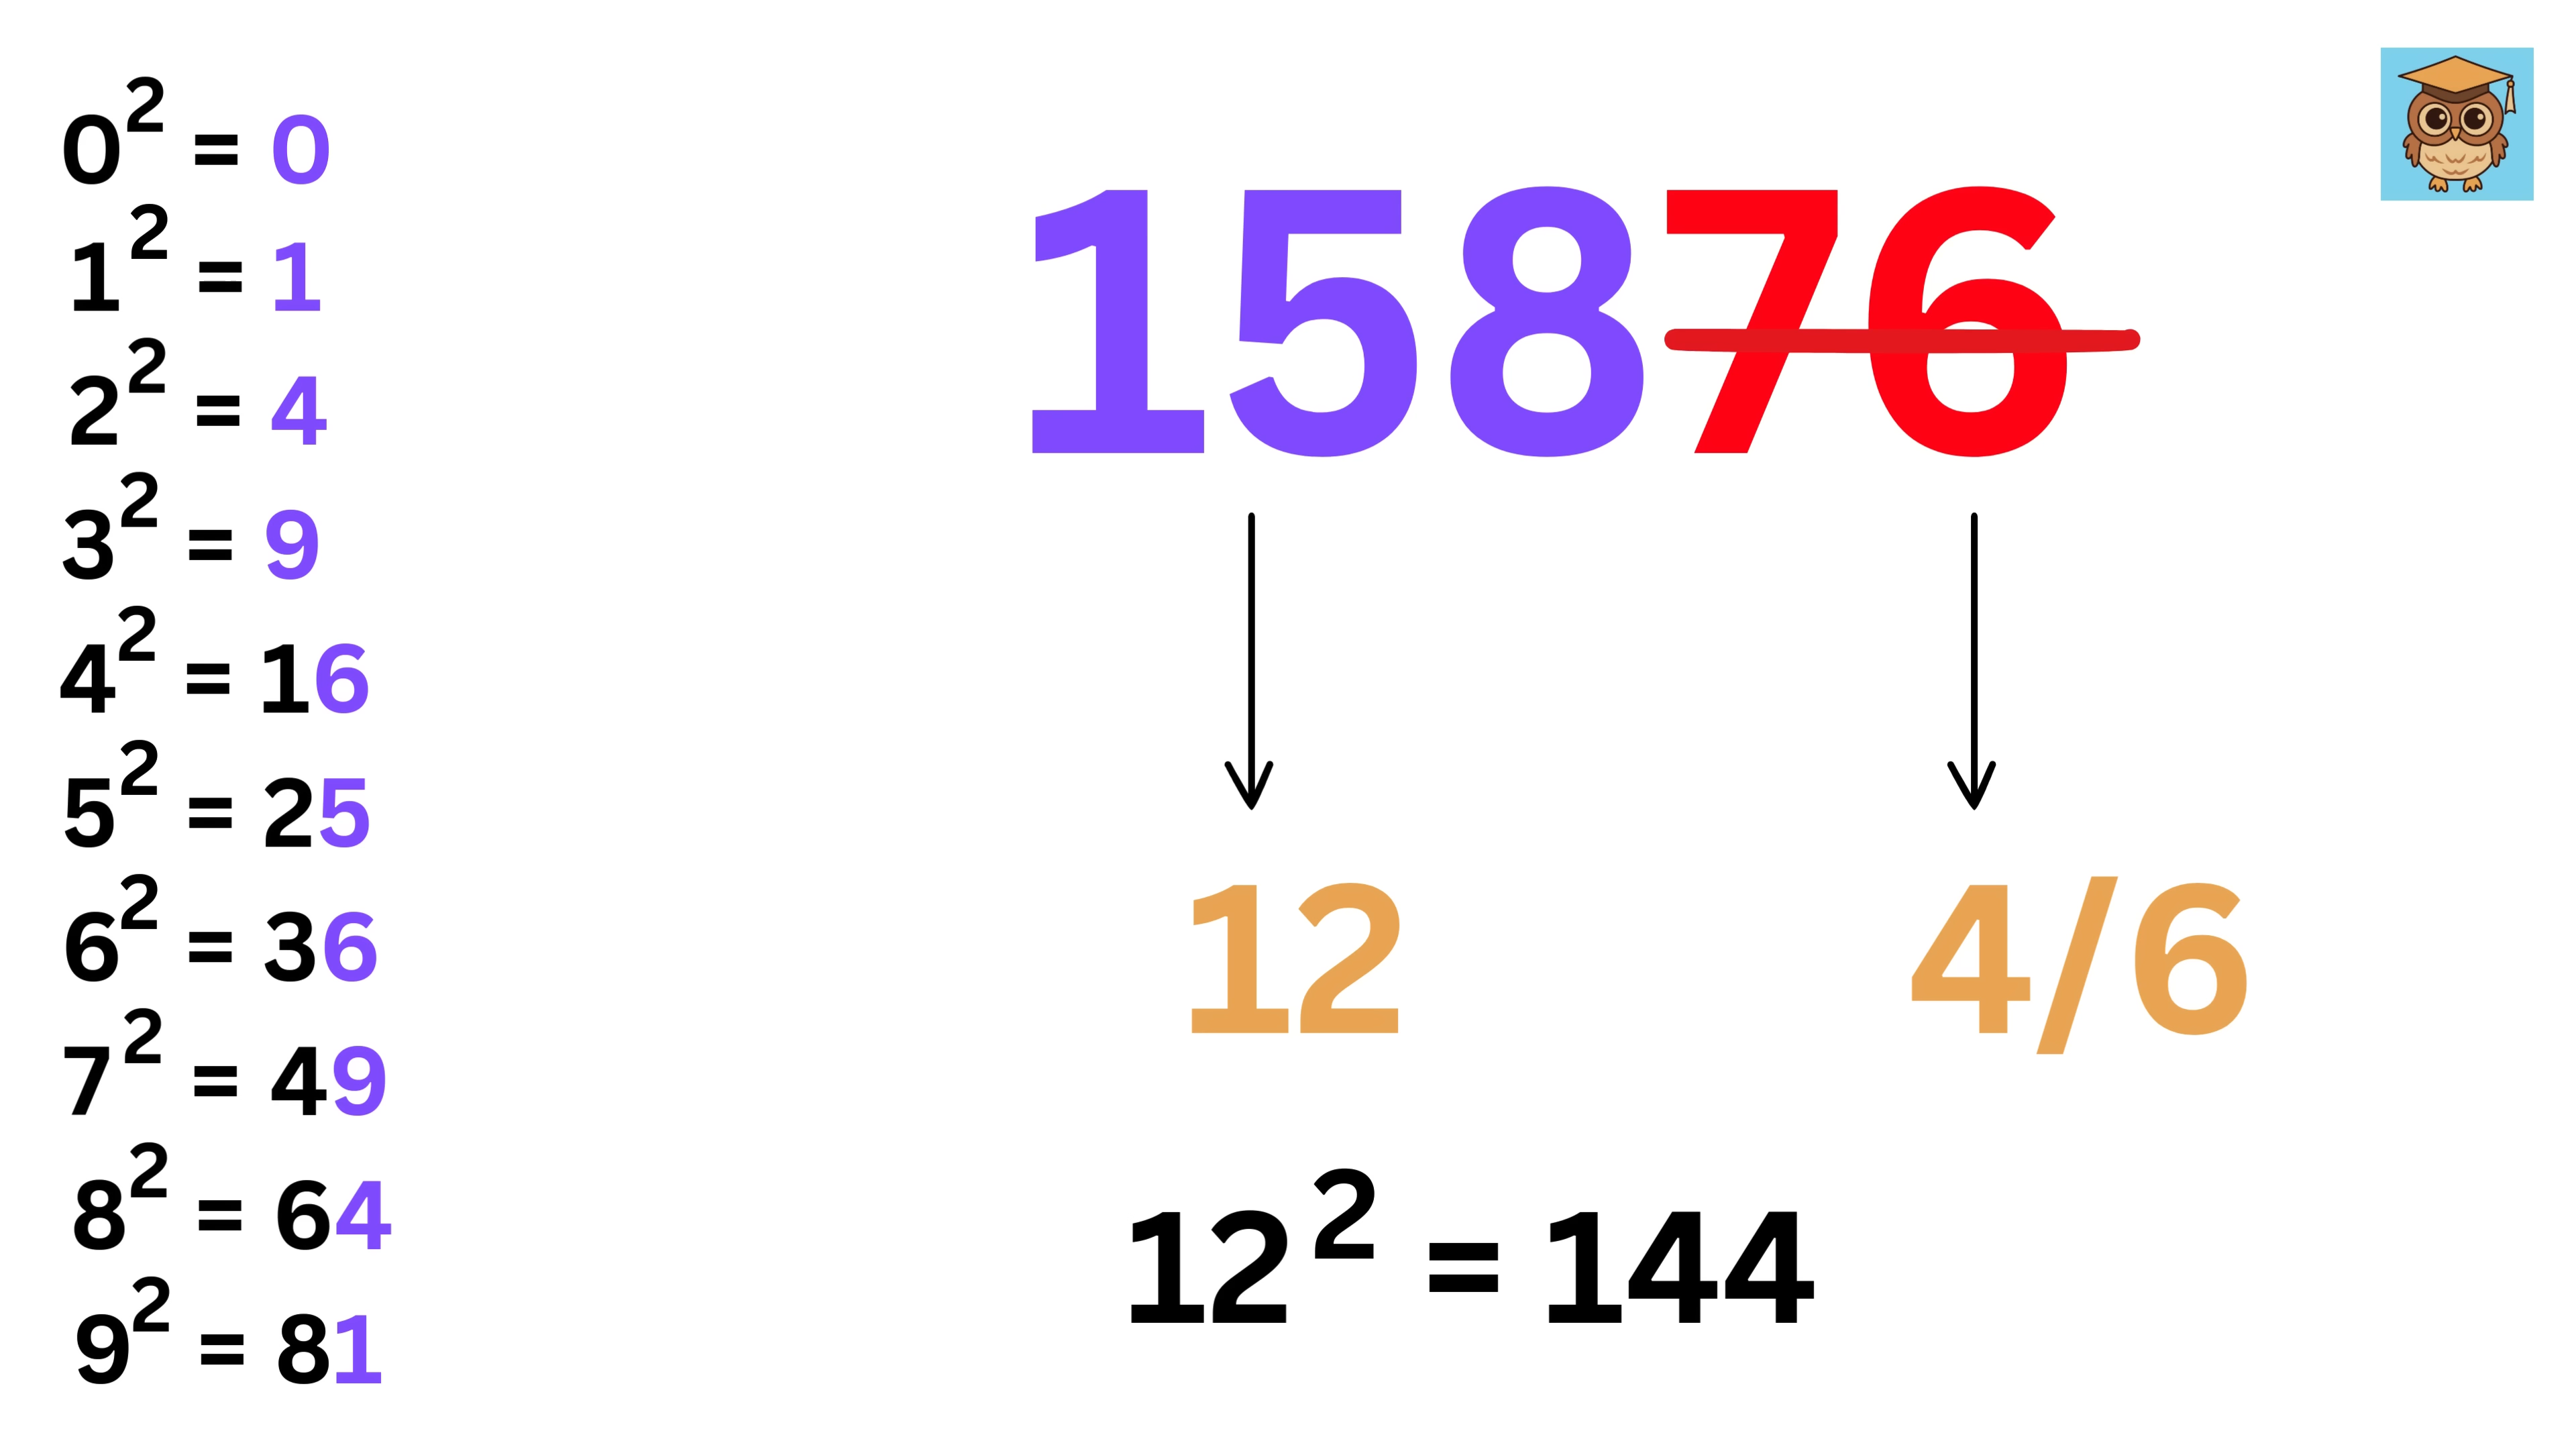 0² = 0
1² = 1
2² = 4
3² = 9
4² = 16
5² = 25
6² = 36
7² = 49
8² = 64
9² = 81
15876
12 4/6
12² = 144